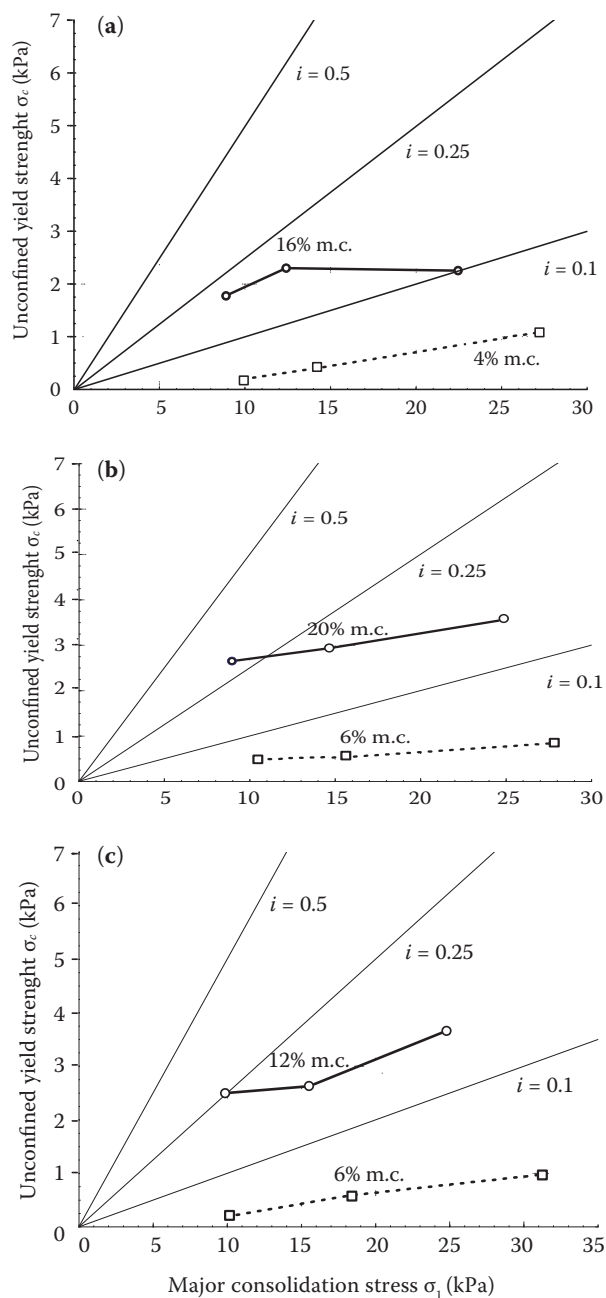 (a)
Unconfined yield strenght σc (kPa)
7
6
5
4
3
2
1
0
i = 0.5
i = 0.25
16% m.c.
i = 0.1
4% m.c.
0 5 10 15 20 25 30
(b)
Unconfined yield strenght σc (kPa)
7
6
5
4
3
2
1
0
i = 0.5
i = 0.25
20% m.c.
i = 0.1
6% m.c.
0 5 10 15 20 25 30
(c)
Unconfined yield strenght σc (kPa)
7
6
5
4
3
2
1
0
i = 0.5
i = 0.25
12% m.c.
i = 0.1
6% m.c.
0 5 10 15 20 25 30 35
Major consolidation stress σ1 (kPa)